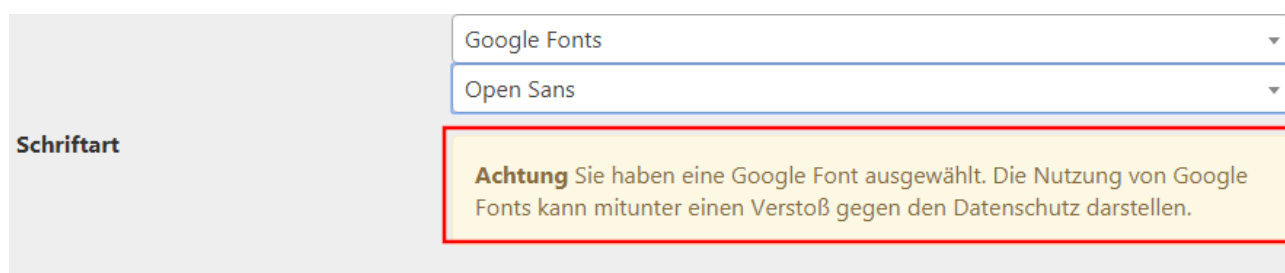 Google Fonts
Open Sans
Schriftart
Achtung Sie haben eine Google Font ausgewählt. Die Nutzung von Google
Fonts kann mitunter einen Verstoß gegen den Datenschutz darstellen.